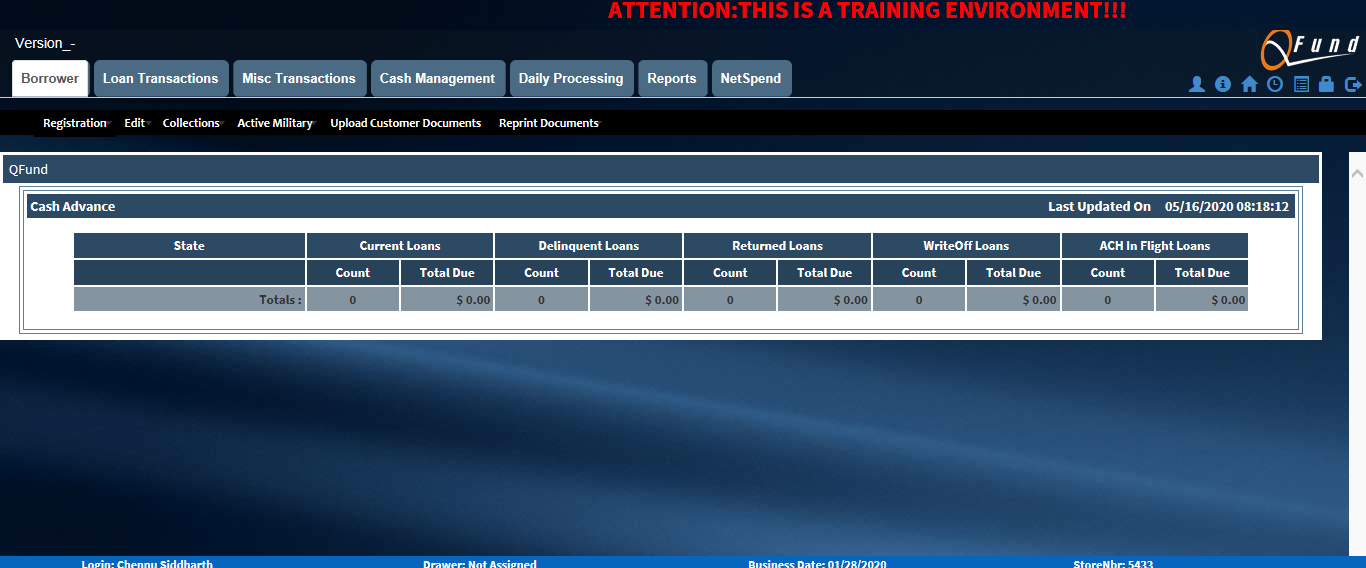 ATTENTION:THIS IS A TRAINING ENVIRONMENT!!!
Version_-
QFund
Borrower Loan Transactions Misc Transactions Cash Management Daily Processing Reports NetSpend
Registration Edit Collections Active Military Upload Customer Documents Reprint Documents
QFund
Cash Advance Last Updated On 05/16/2020 08:18:12
State Current Loans Delinquent Loans Returned Loans WriteOff Loans ACH In Flight Loans
Count Total Due Count Total Due Count Total Due Count Total Due Count Total Due
Totals : 0 $ 0.00 0 $ 0.00 0 $ 0.00 0 $ 0.00 0 $ 0.00
Login: Chennu Siddharth Drawer: Not Assigned Business Date: 01/28/2020 StoreNbr: 5433